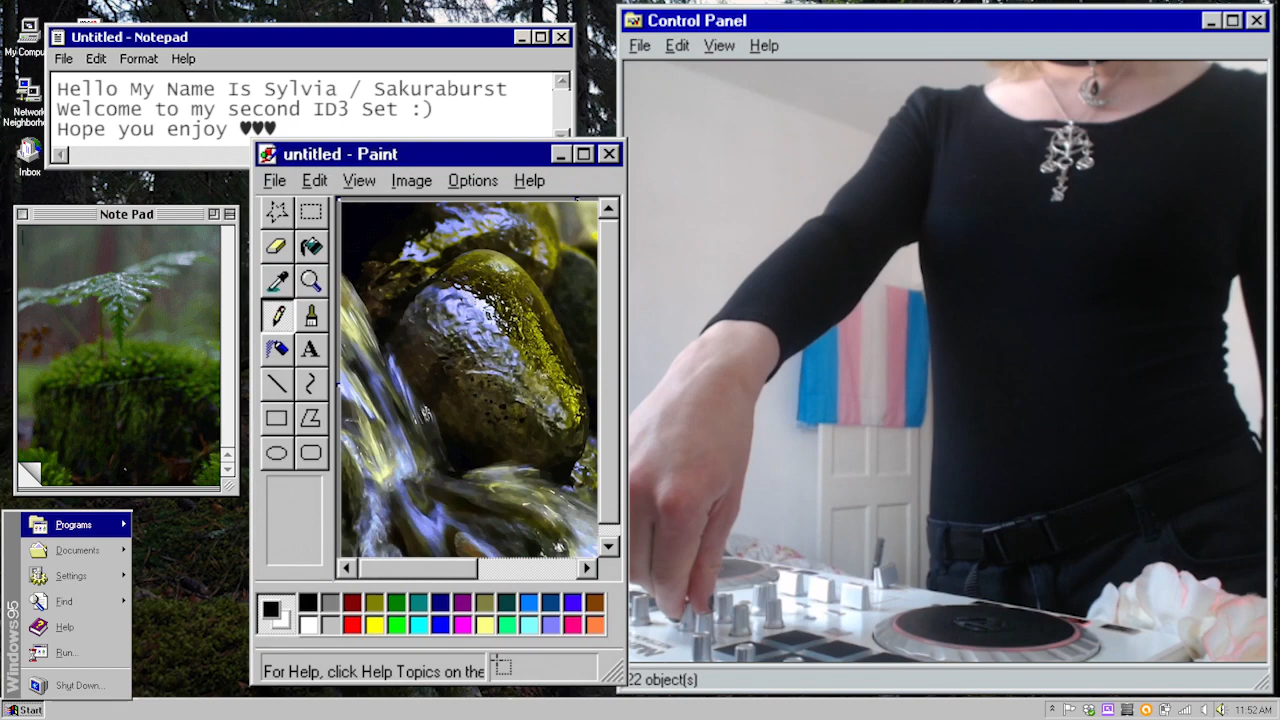 My Compu
Network
Neighborho
Inbox
Untitled - Notepad
File Edit Format Help
Hello My Name Is Sylvia / Sakuraburst
Welcome to my second ID3 Set :)
Hope you enjoy ♥♥♥
Note Pad
untitled - Paint
File Edit View Image Options Help
A
For Help, click Help Topics on the
Control Panel
File Edit View Help
22 object(s)
Programs
Documents
Settings
Find
Help
Run...
Shut Down...
Windows95
Start
11:52 AM